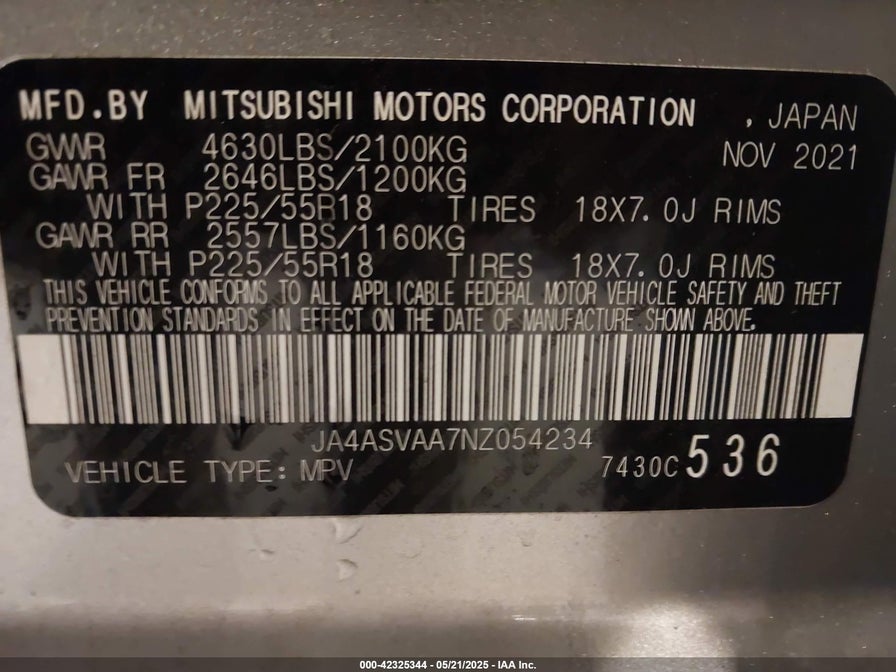 MFD.BY MITSUBISHI MOTORS CORPORATION , JAPAN
GVWR 4630LBS/2100KG NOV 2021
GAWR FR 2646LBS/1200KG
WITH P225/55R18 TIRES 18X7.0J RIMS
GAWR RR 2557LBS/1160KG
WITH P225/55R18 TIRES 18X7.0J RIMS
THIS VEHICLE CONFORMS TO ALL APPLICABLE FEDERAL MOTOR VEHICLE SAFETY AND THEFT
PREVENTION STANDARDS IN EFFECT ON THE DATE OF MANUFACTURE SHOWN ABOVE.
JA4ASVAA7NZ054234
VEHICLE TYPE: MPV 7430C 536
000-42325344 - 05/21/2025 - IAA Inc.